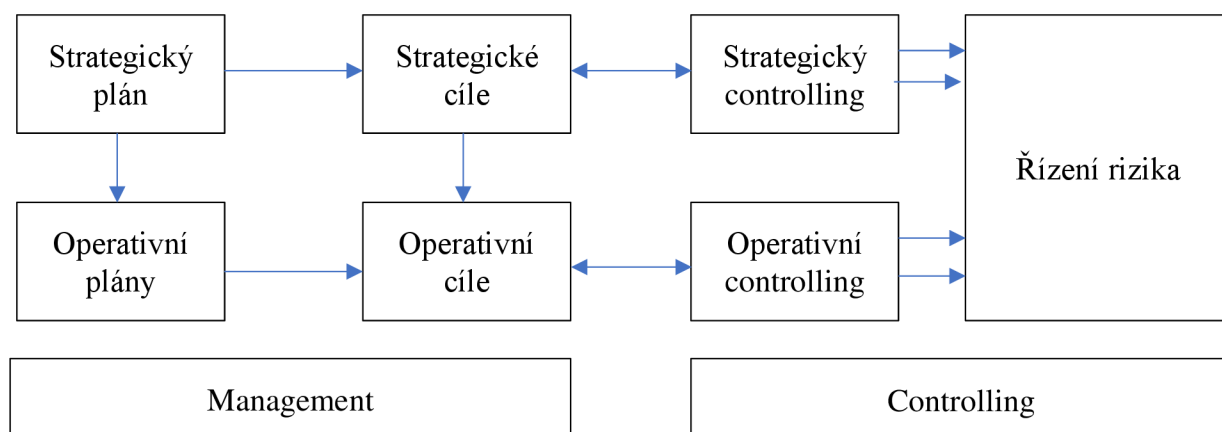 Strategický
plán
Strategické
cíle
Strategický
controlling
Řízení rizika
Operativní
plány
Operativní
cíle
Operativní
controlling
Management
Controlling